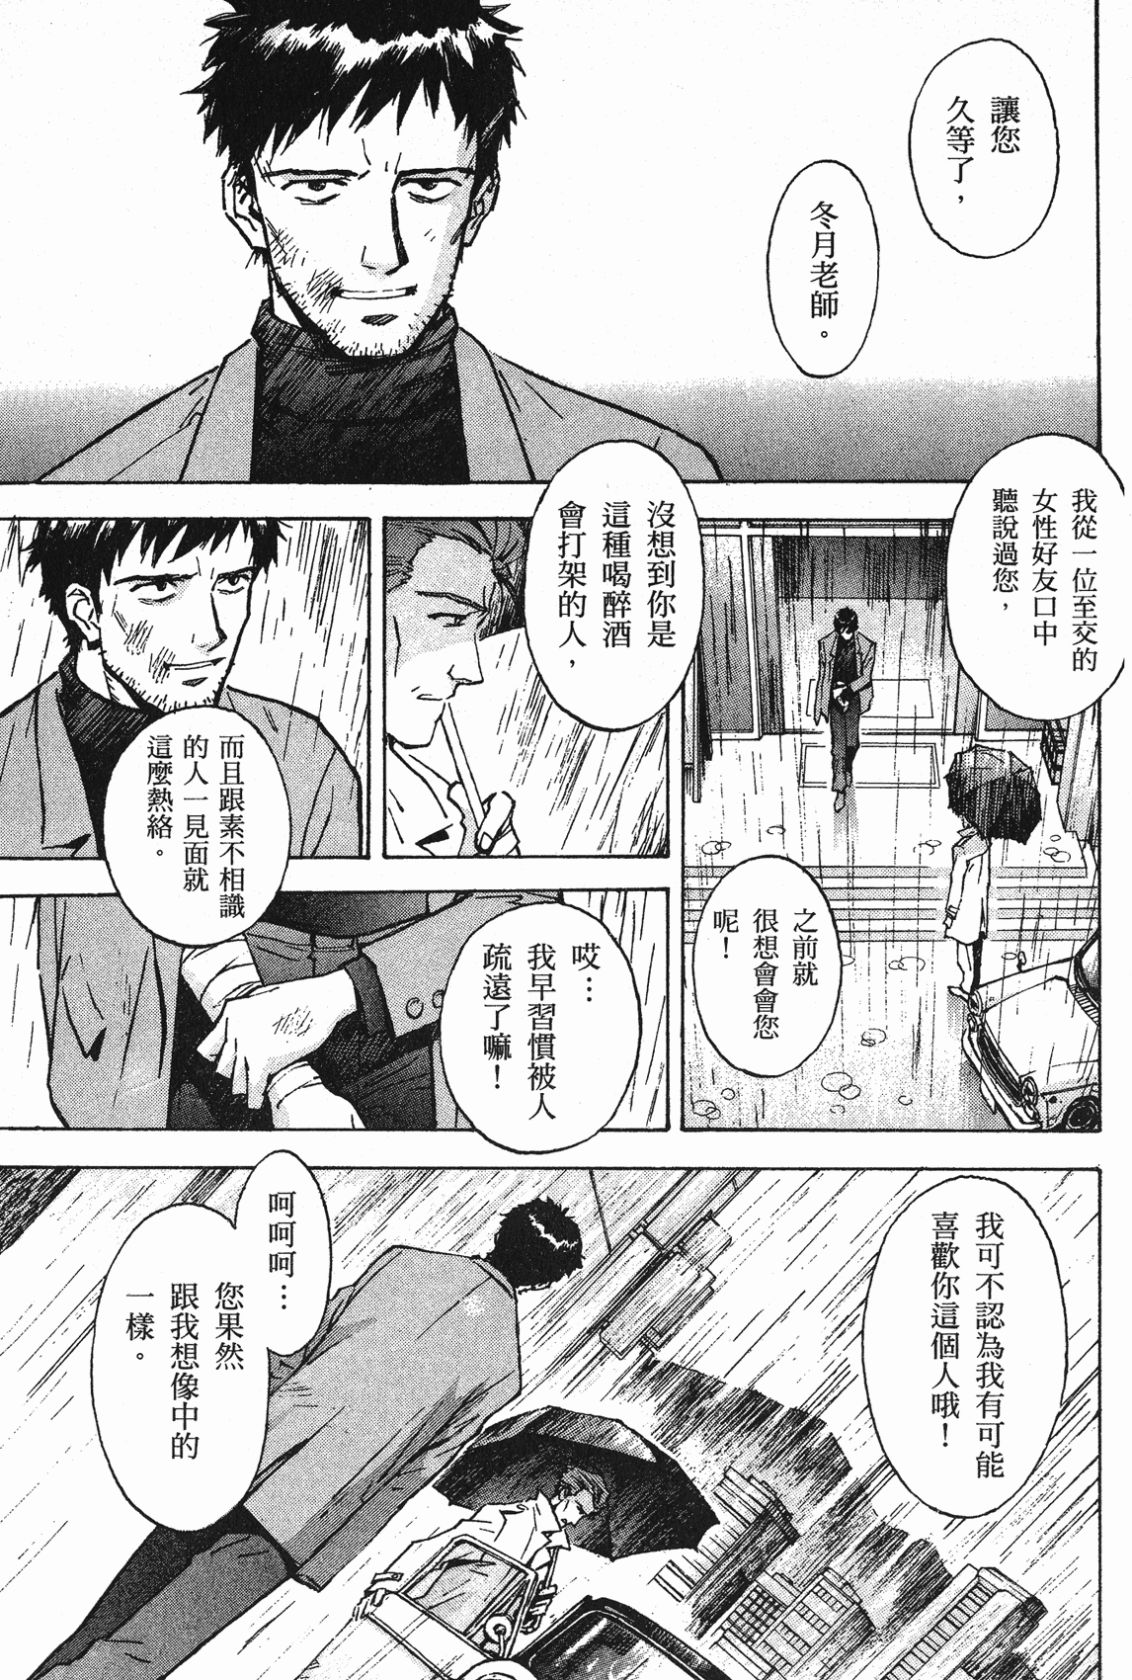 讓您
久等了，
冬月老師。
我從一位至交的
女性好友口中
聽說過您，
之前就
很想會會您
呢！
沒想到你是
這種喝醉酒
會打架的人，
而且跟素不相識
的人一見面就
這麼熱絡。
哎…
我早習慣被人
疏遠了嘛！
我可不認為我有可能
喜歡你這個人哦！
呵呵呵…
您果然
跟我想像中的
一樣。